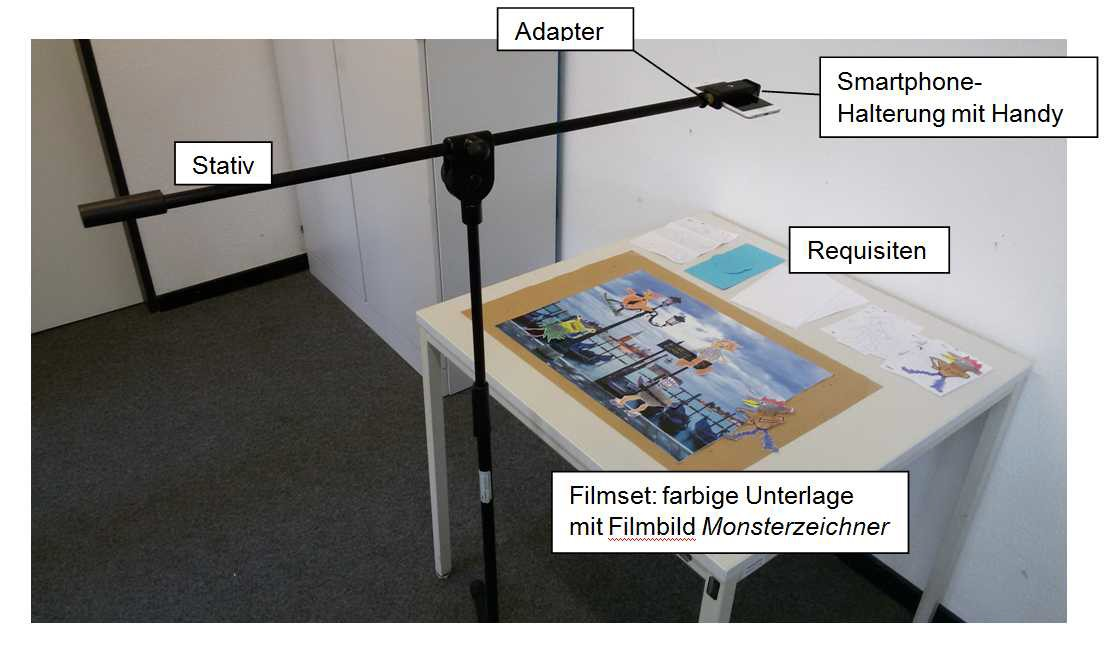 Adapter
Smartphone-
Halterung mit Handy
Stativ
Requisiten
Filmset: farbige Unterlage
mit Filmbild Monsterzeichner